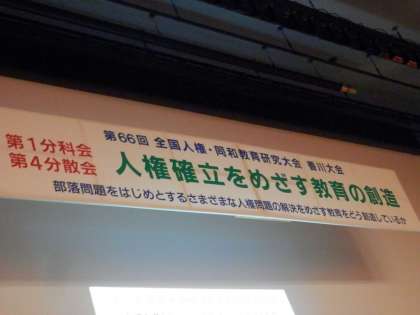 第1分科会
第4分散会
第66回 全国人権・同和教育研究大会 香川大会
人権確立をめざす教育の創造
部落問題をはじめとするさまざまな人権問題の解決をめざす教育をどう創造しているか